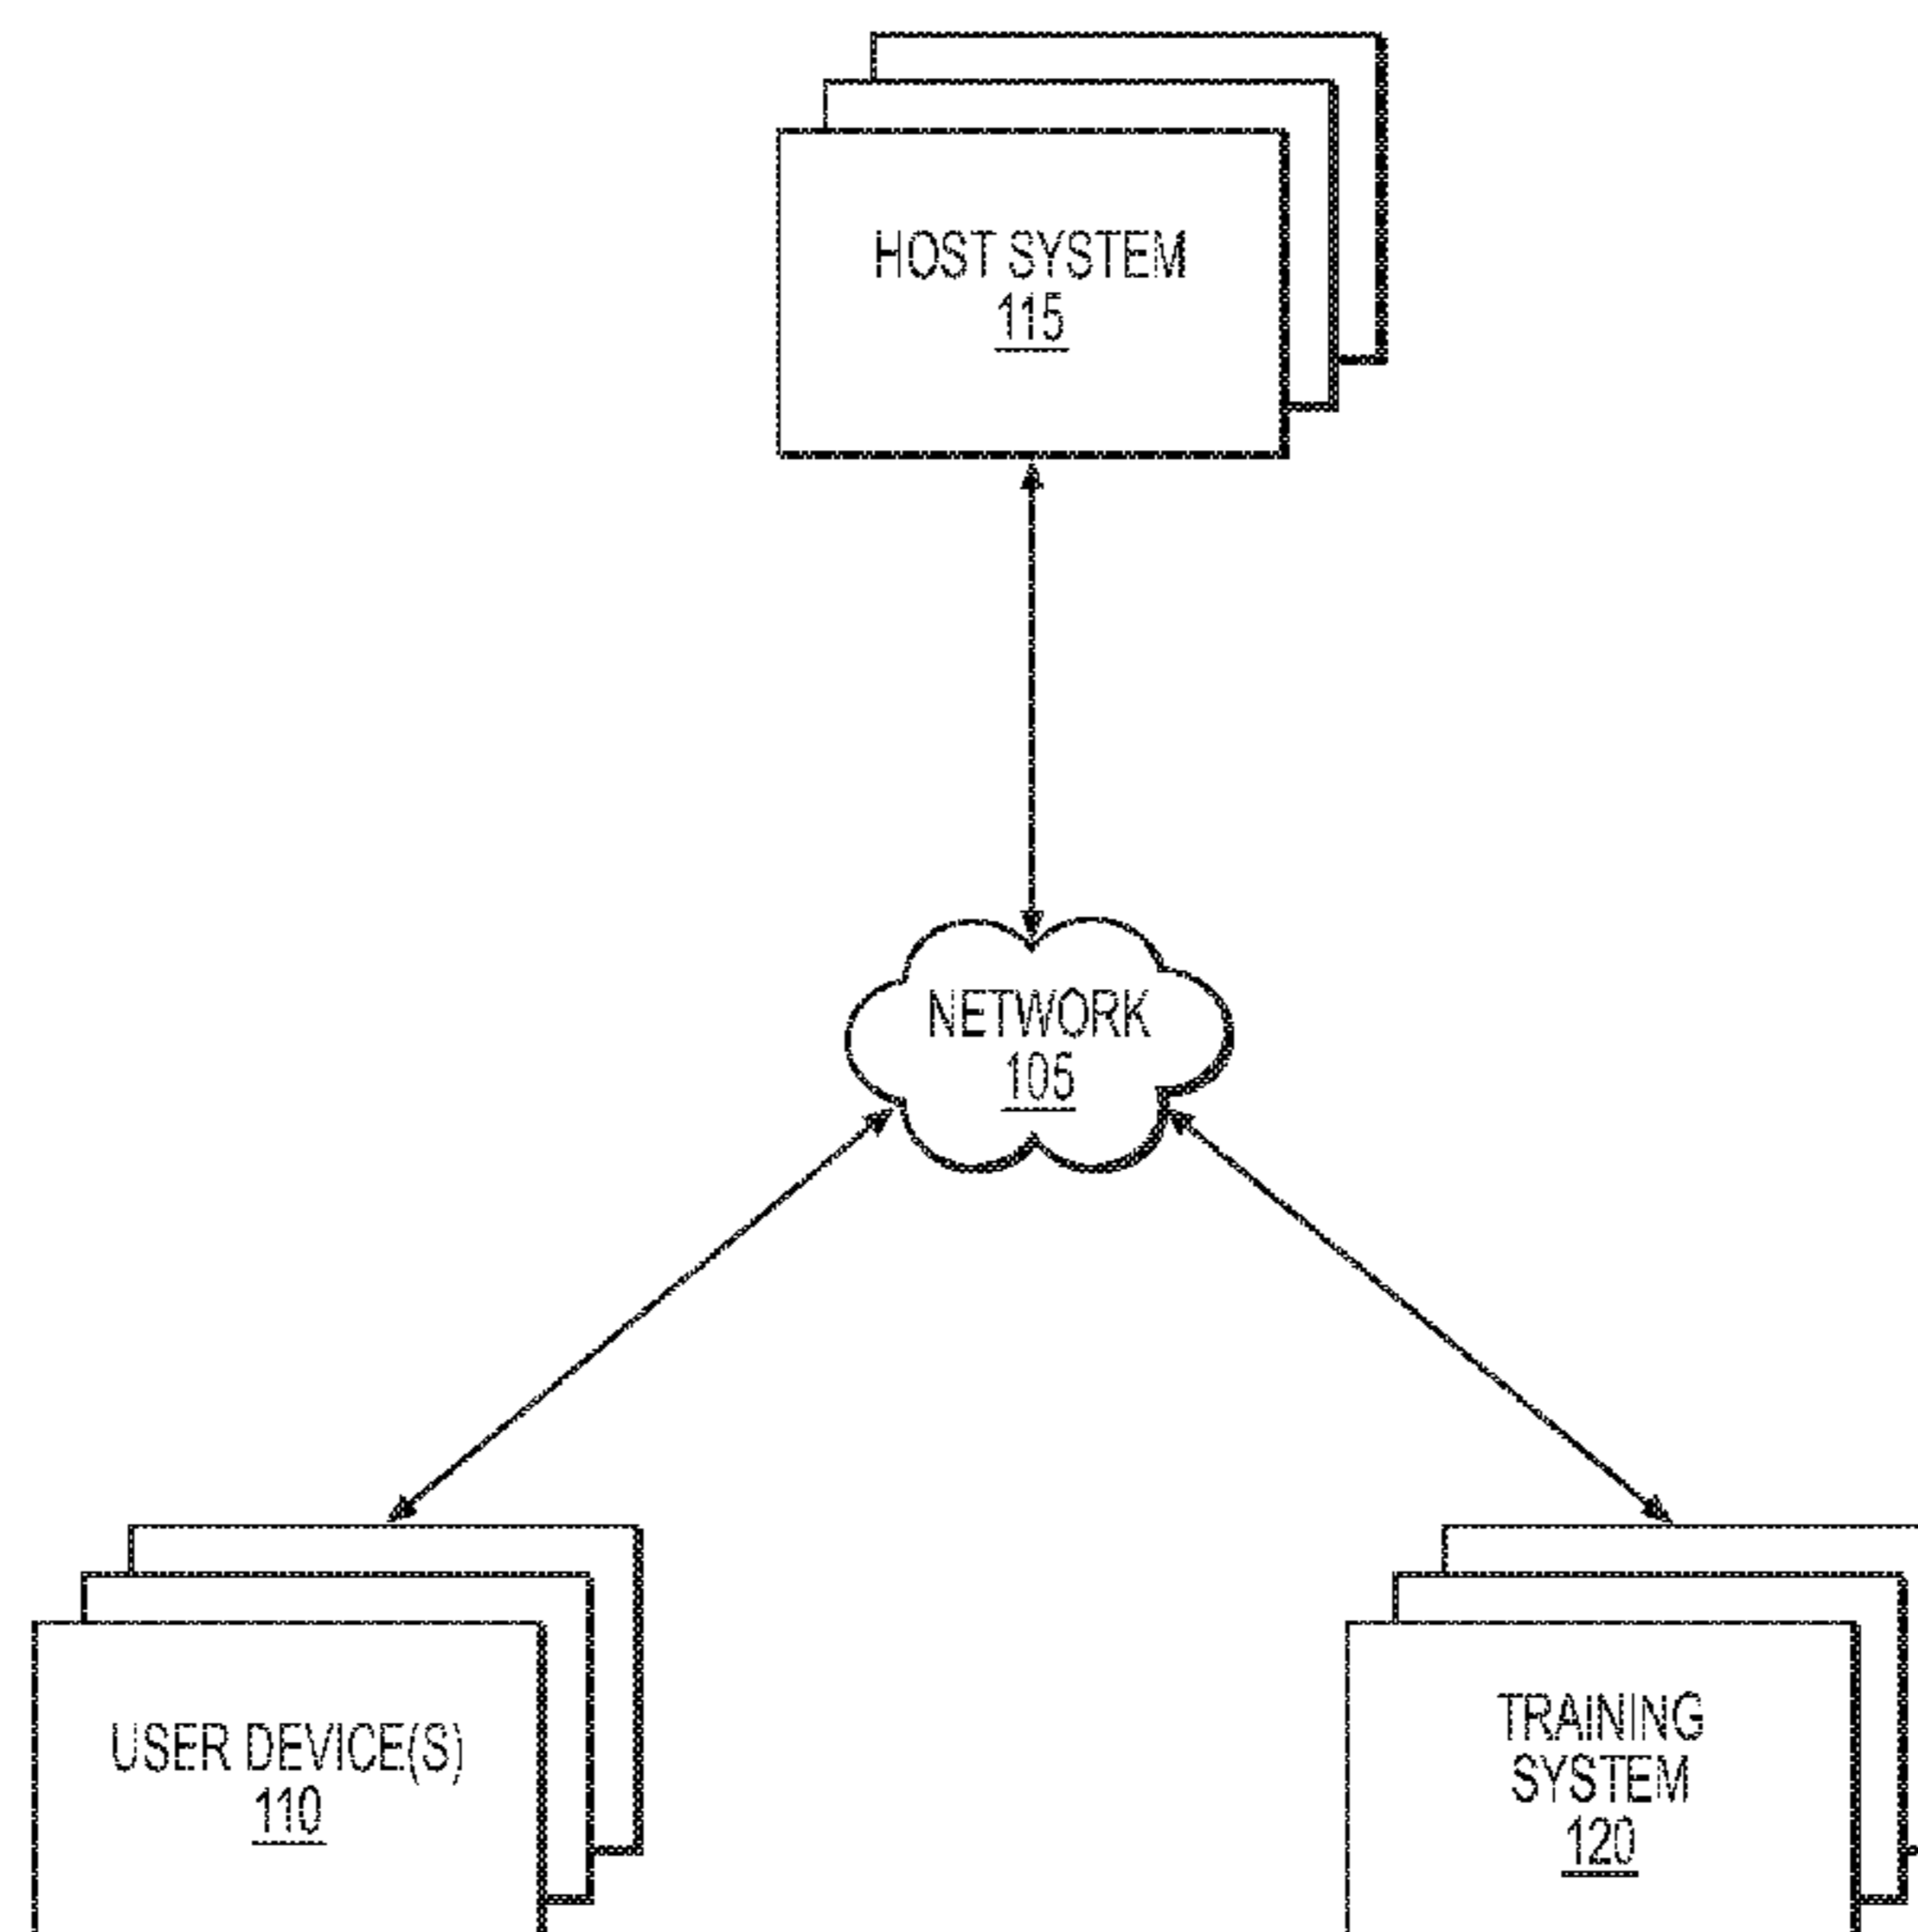 HOST SYSTEM
115
NETWORK
105
USER DEVICE(S)
110
TRAINING
SYSTEM
120